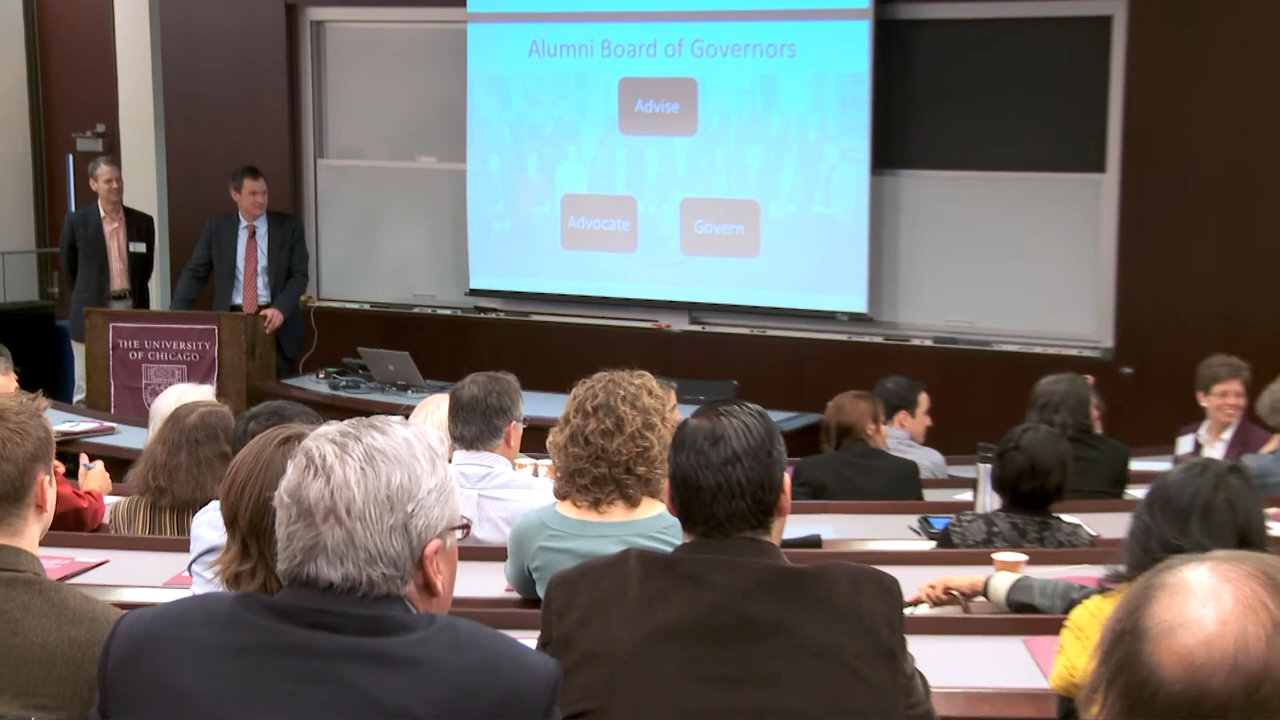 Alumni Board of Governors
Advise
Advocate
Govern
THE UNIVERSITY
OF CHICAGO